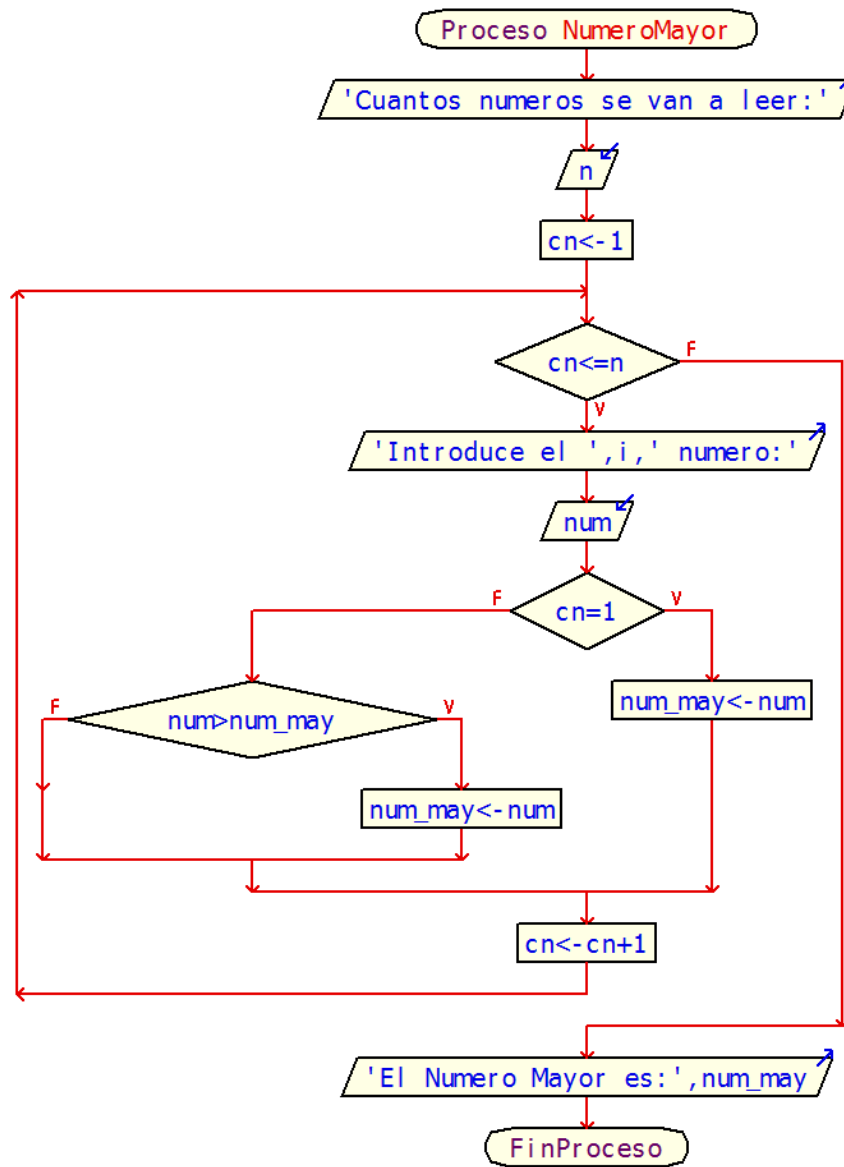 Proceso NumeroMayor
'Cuantos numeros se van a leer:'
n
cn<-1
cn<=n
F
V
'Introduce el ',i,' numero:'
num
cn=1
F
V
num>num_may
F
V
num_may<-num
num_may<-num
cn<-cn+1
'El Numero Mayor es:',num_may
FinProceso